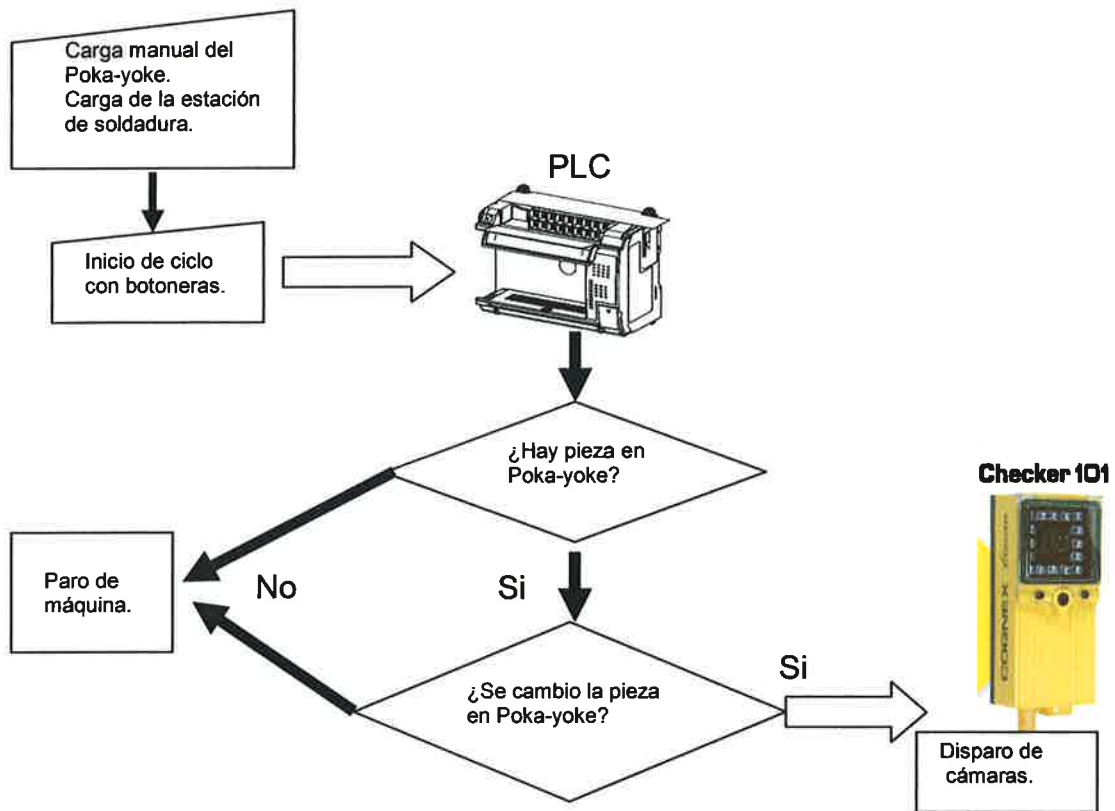 Carga manual del
Poka-yoke.
Carga de la estación
de soldadura.
PLC
Inicio de ciclo
con botoneras.
¿Hay pieza en
Poka-yoke?
Checker 101
COGNEX
Paro de
máquina.
No
Si
¿Se cambio la pieza
en Poka-yoke?
Si
Disparo de
cámaras.